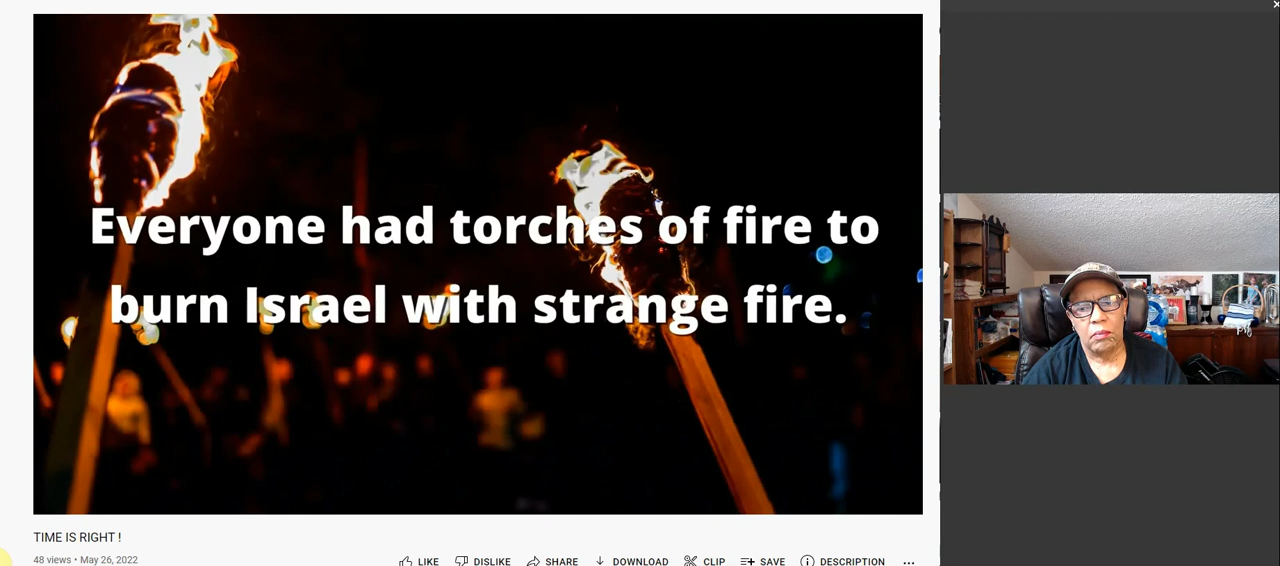 Everyone had torches of fire to
burn Israel with strange fire.
TIME IS RIGHT !
48 views • May 26, 2022
LIKE DISLIKE SHARE DOWNLOAD CLIP SAVE DESCRIPTION ...